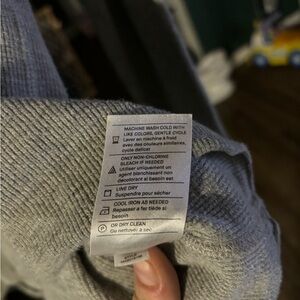 MACHINE WASH COLD WITH
LIKE COLORS, GENTLE CYCLE
Laver en machine à froid
avec des couleurs similaires,
cycle délicat
ONLY NON-CHLORINE
BLEACH IF NEEDED
Utiliser uniquement un
agent blanchissant non
décolorant si besoin est
LINE DRY
Suspendre pour sécher
COOL IRON AS NEEDED
Repasser à fer tiède si
besoin
OR DRY CLEAN
Ou nettoyer à sec